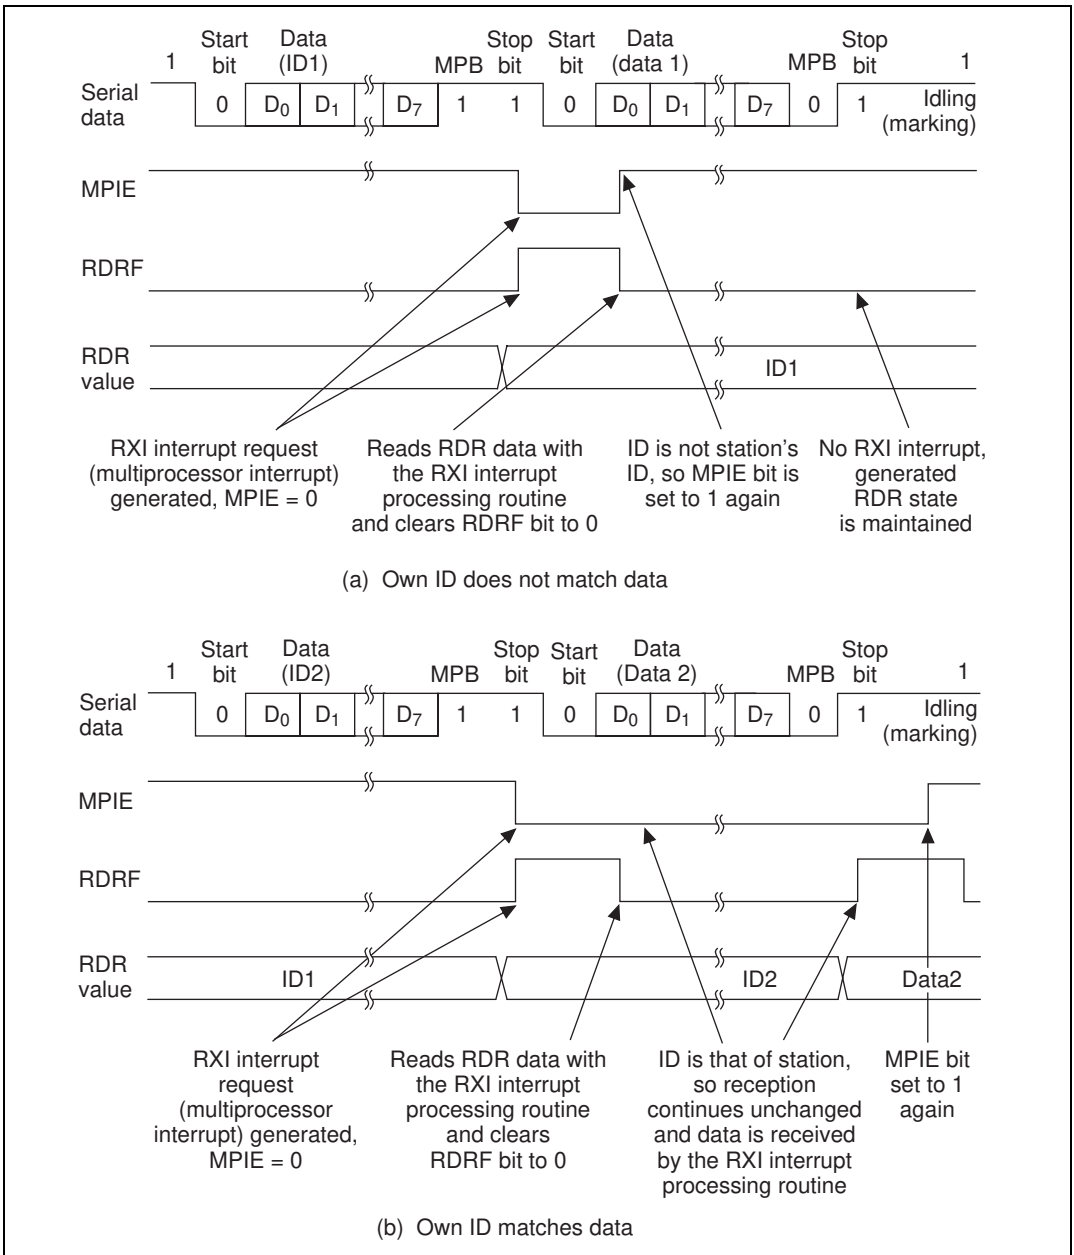 Start Data Stop Start Data Stop
1 bit (ID1) MPB bit bit (data 1) MPB bit 1
Serial data 0 D0 D1 D7 1 1 0 D0 D1 D7 0 1 Idling (marking)
MPIE
RDRF
RDR value ID1
RXI interrupt request
(multiprocessor interrupt)
generated, MPIE = 0
Reads RDR data with
the RXI interrupt
processing routine
and clears RDRF bit to 0
ID is not station's
ID, so MPIE bit is
set to 1 again
No RXI interrupt,
generated
RDR state
is maintained
(a) Own ID does not match data
Start Data Stop Start Data Stop
1 bit (ID2) MPB bit bit (Data 2) MPB bit 1
Serial data 0 D0 D1 D7 1 1 0 D0 D1 D7 0 1 Idling (marking)
MPIE
RDRF
RDR value ID1 ID2 Data2
RXI interrupt
request
(multiprocessor
interrupt) generated,
MPIE = 0
Reads RDR data with
the RXI interrupt
processing routine
and clears
RDRF bit to 0
ID is that of station,
so reception
continues unchanged
and data is received
by the RXI interrupt
processing routine
MPIE bit
set to 1
again
(b) Own ID matches data